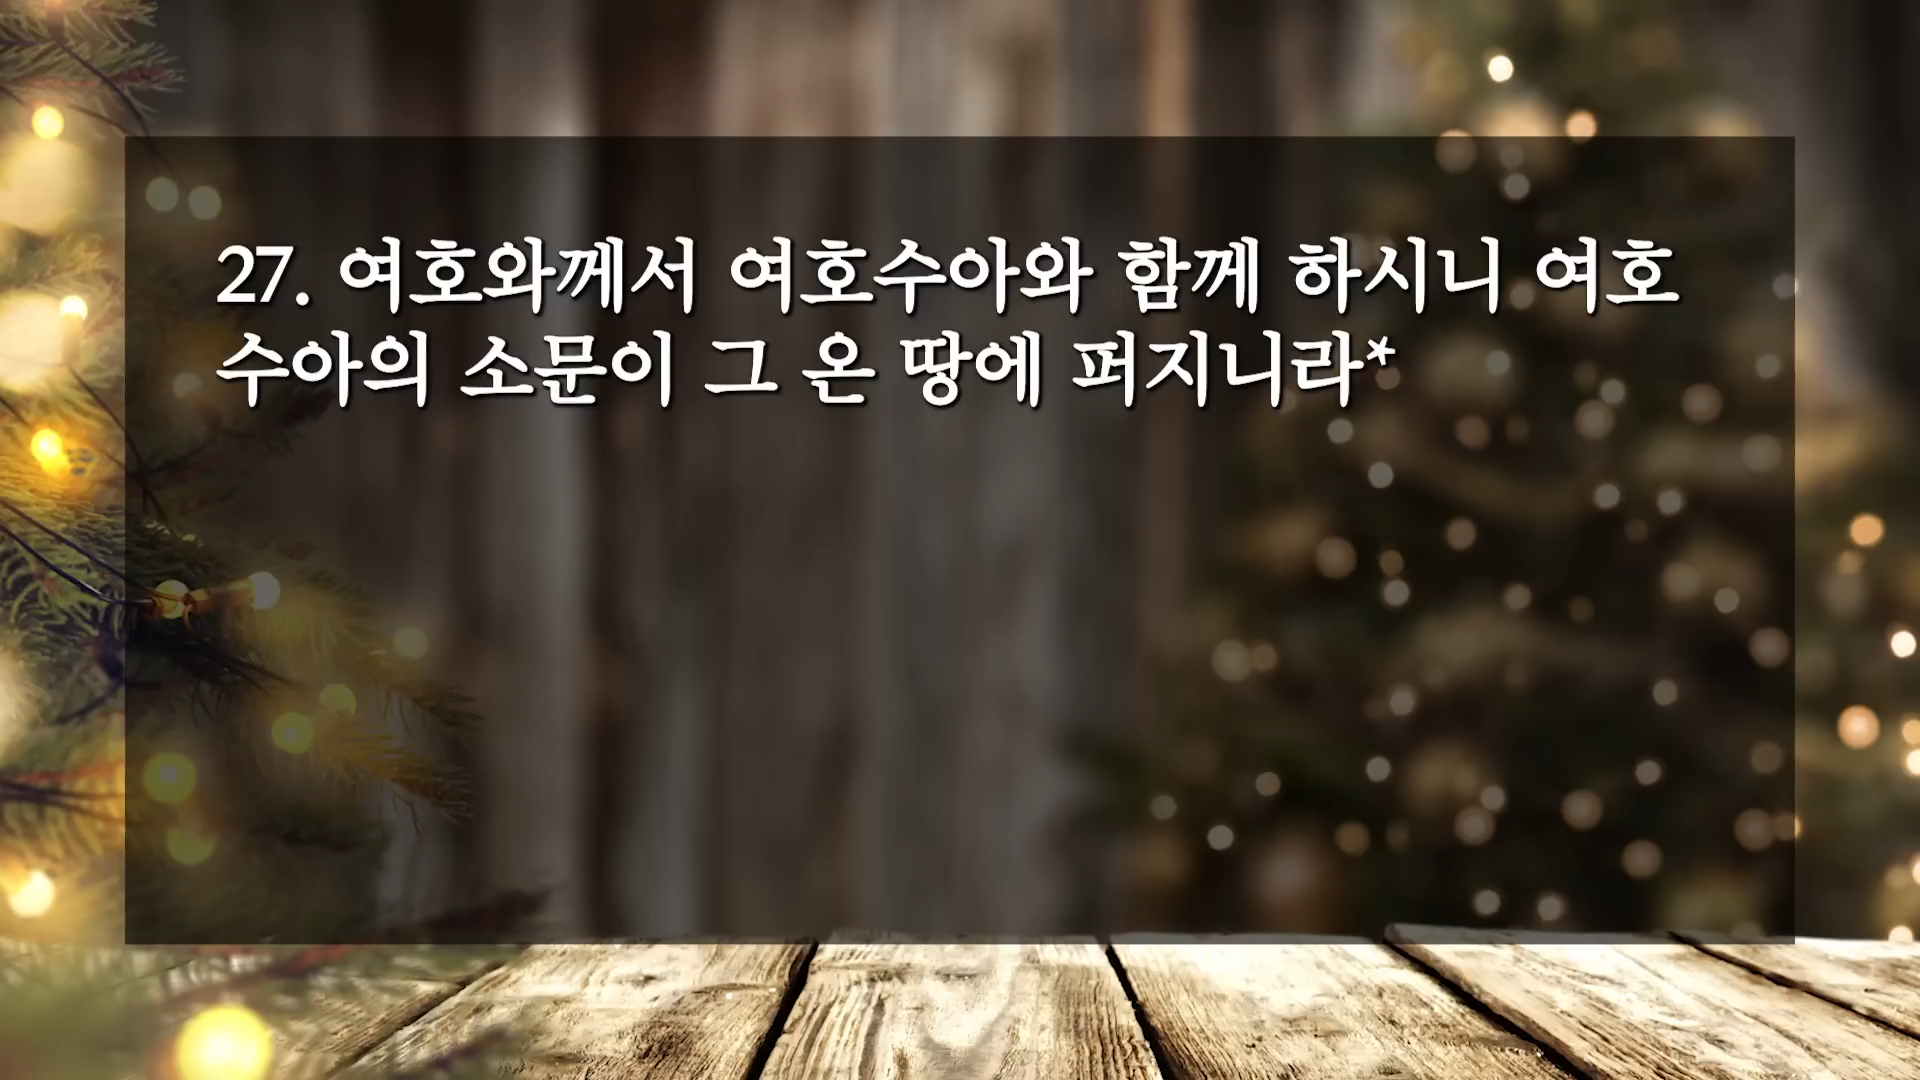 27. 여호와께서 여호수아와 함께 하시니 여호
수아의 소문이 그 온 땅에 퍼지니라*